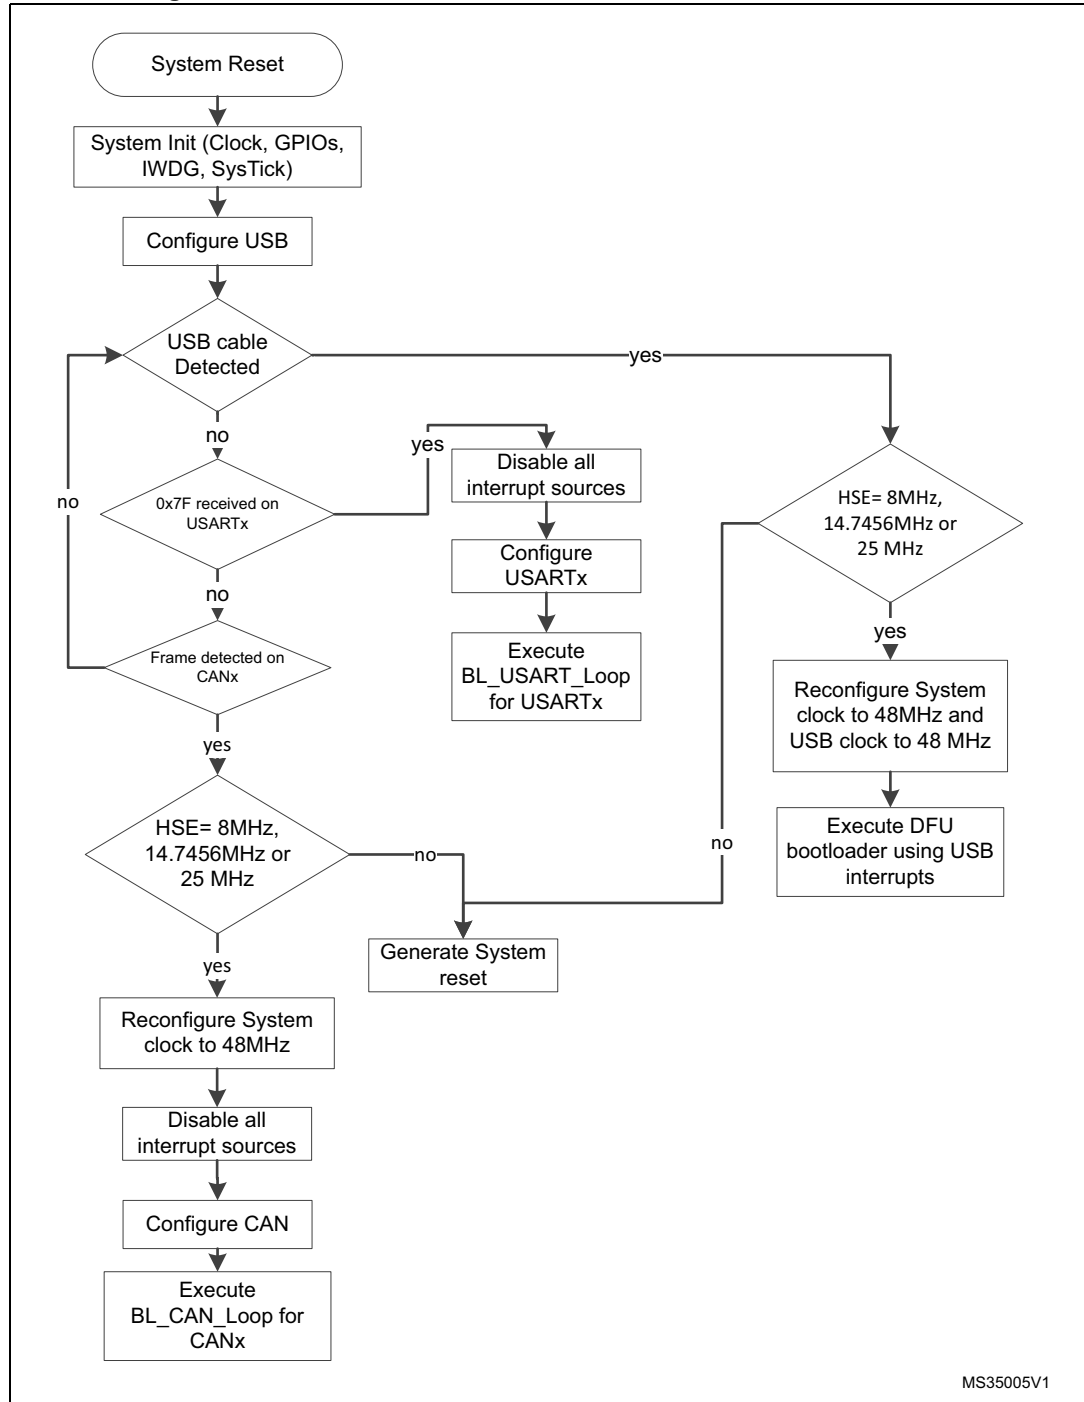 System Reset
System Init (Clock, GPIOs,
IWDG, SysTick)
Configure USB
USB cable
Detected
yes
no
0x7F received on
USARTx
yes
Disable all
interrupt sources
Configure
USARTx
Execute
BL_USART_Loop
for USARTx
no
Frame detected on
CANx
no
yes
HSE= 8MHz,
14.7456MHz or
25 MHz
no
yes
Reconfigure System
clock to 48MHz
Disable all
interrupt sources
Configure CAN
Execute
BL_CAN_Loop for
CANx
HSE= 8MHz,
14.7456MHz or
25 MHz
yes
Reconfigure System
clock to 48MHz and
USB clock to 48 MHz
Execute DFU
bootloader using USB
interrupts
no
Generate System
reset
MS35005V1